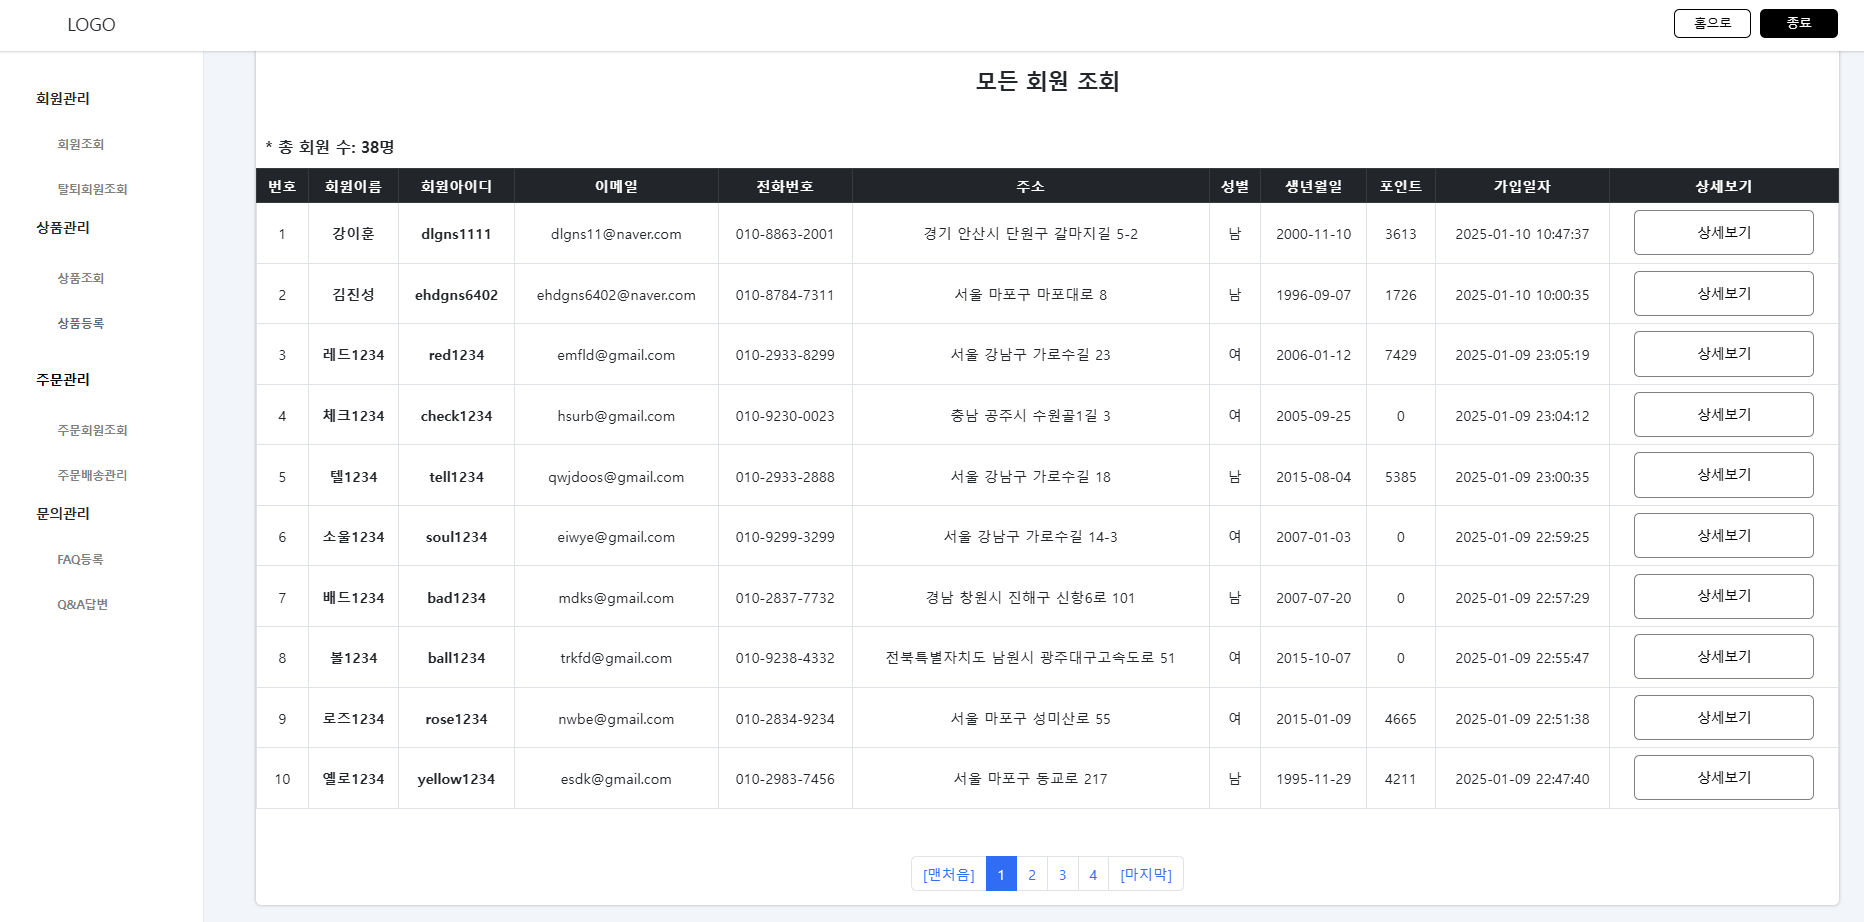 LOGO 홈으로 종료
회원관리
회원조회
탈퇴회원조회
상품관리
상품조회
상품등록
주문관리
주문회원조회
주문배송관리
문의관리
FAQ등록
Q&A답변
모든 회원 조회
* 총 회원 수: 38명
번호 회원이름 회원아이디 이메일 전화번호 주소 성별 생년월일 포인트 가입일자 상세보기
1 강이훈 dlgns1111 dlgns11@naver.com 010-8863-2001 경기 안산시 단원구 갈마지길 5-2 남 2000-11-10 3613 2025-01-10 10:47:37 상세보기
2 김진성 ehdgns6402 ehdgns6402@naver.com 010-8784-7311 서울 마포구 마포대로 8 남 1996-09-07 1726 2025-01-10 10:00:35 상세보기
3 레드1234 red1234 emfld@gmail.com 010-2933-8299 서울 강남구 가로수길 23 여 2006-01-12 7429 2025-01-09 23:05:19 상세보기
4 체크1234 check1234 hsurb@gmail.com 010-9230-0023 충남 공주시 수원골1길 3 여 2005-09-25 0 2025-01-09 23:04:12 상세보기
5 텔1234 tell1234 qwjdoos@gmail.com 010-2933-2888 서울 강남구 가로수길 18 남 2015-08-04 5385 2025-01-09 23:00:35 상세보기
6 소울1234 soul1234 eiwye@gmail.com 010-9299-3299 서울 강남구 가로수길 14-3 여 2007-01-03 0 2025-01-09 22:59:25 상세보기
7 배드1234 bad1234 mdks@gmail.com 010-2837-7732 경남 창원시 진해구 신항6로 101 남 2007-07-20 0 2025-01-09 22:57:29 상세보기
8 볼1234 ball1234 trkfd@gmail.com 010-9238-4332 전북특별자치도 남원시 광주대구고속도로 51 여 2015-10-07 0 2025-01-09 22:55:47 상세보기
9 로즈1234 rose1234 nwbe@gmail.com 010-2834-9234 서울 마포구 성미산로 55 여 2015-01-09 4665 2025-01-09 22:51:38 상세보기
10 옐로1234 yellow1234 esdk@gmail.com 010-2983-7456 서울 마포구 동교로 217 남 1995-11-29 4211 2025-01-09 22:47:40 상세보기
[맨처음] 1 2 3 4 [마지막]